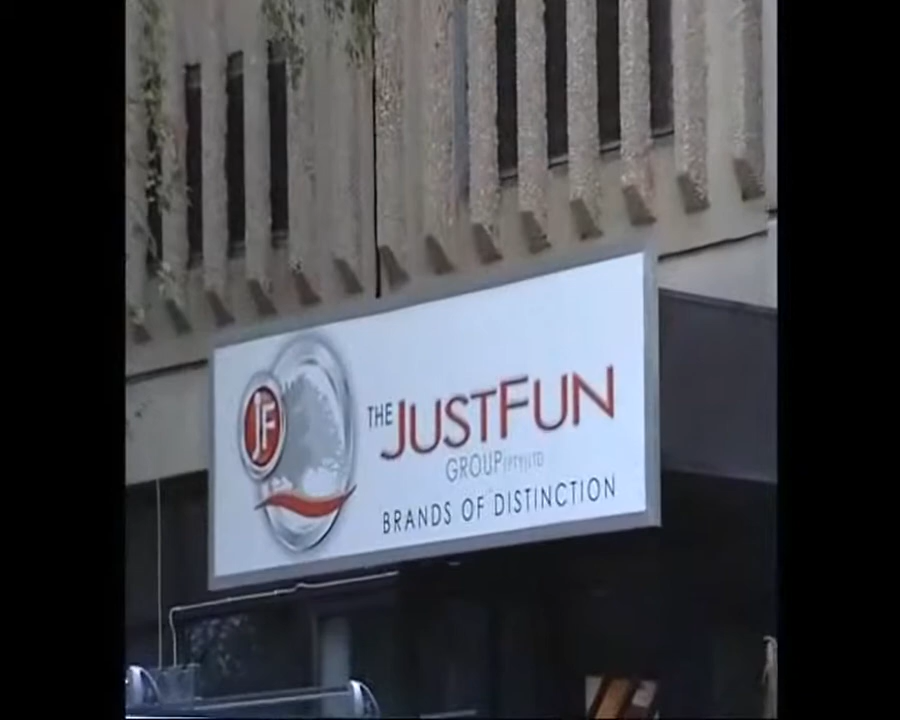 JF
THE JUSTFUN
GROUP (PTY) LTD
BRANDS OF DISTINCTION